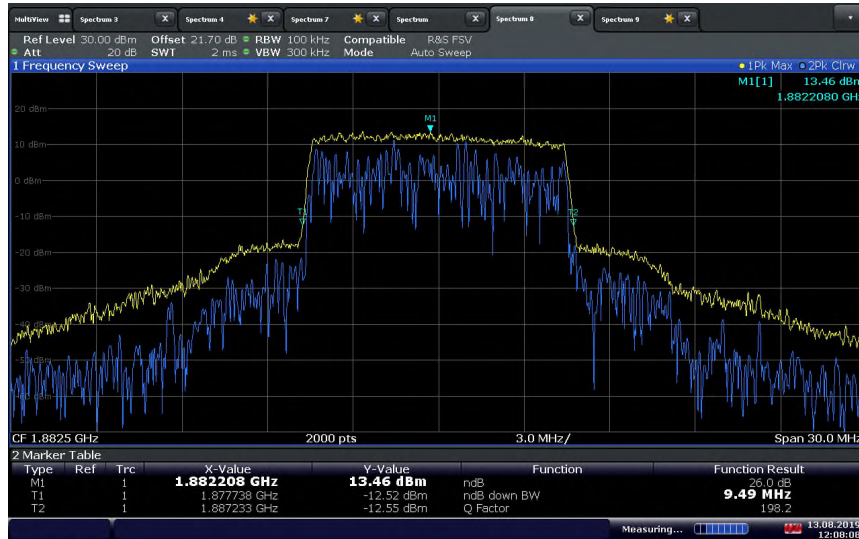 MultiView Spectrum 3 X Spectrum 4 X Spectrum 7 X Spectrum X Spectrum 8 X Spectrum 9 X
Ref Level 30.00 dBm Offset 21.70 dB RBW 100 kHz Compatible R&S FSV
Att 20 dB SWT 2 ms VBW 300 kHz Mode Auto Sweep
1 Frequency Sweep 1Pk Max 2Pk Clrw
M1[1] 13.46 dBm
1.8822080 GHz
20 dBm
M1
10 dBm
0 dBm
T1 T2
-10 dBm
-20 dBm
-30 dBm
CF 1.8825 GHz 2000 pts 3.0 MHz/ Span 30.0 MHz
2 Marker Table
Type Ref Trc X-Value Y-Value Function Function Result
M1 1 1.882208 GHz 13.46 dBm ndB 26.0 dB
T1 1 1.877738 GHz -12.52 dBm ndB down BW 9.49 MHz
T2 1 1.887233 GHz -12.55 dBm Q Factor 198.2
Measuring... 13.08.2019
12:08:08